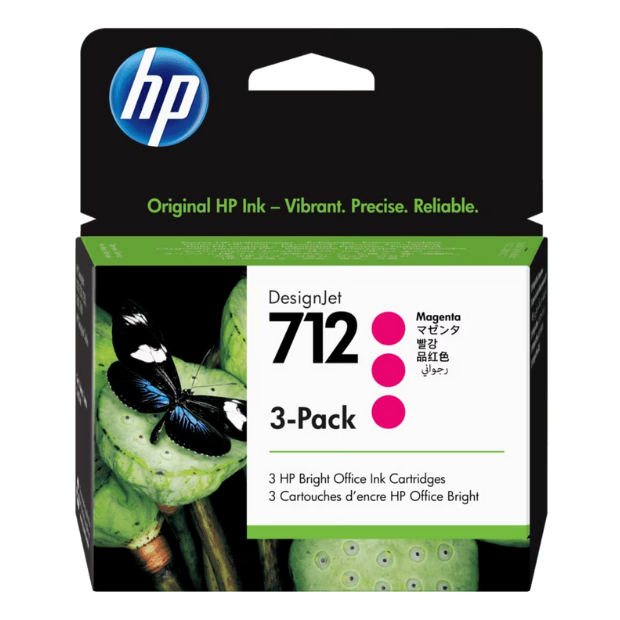 hp
Original HP Ink – Vibrant. Precise. Reliable.
DesignJet
712
3-Pack
Magenta
マゼンタ
빨강
品红色
رجواني
3 HP Bright Office Ink Cartridges
3 Cartouches d’encre HP Office Bright